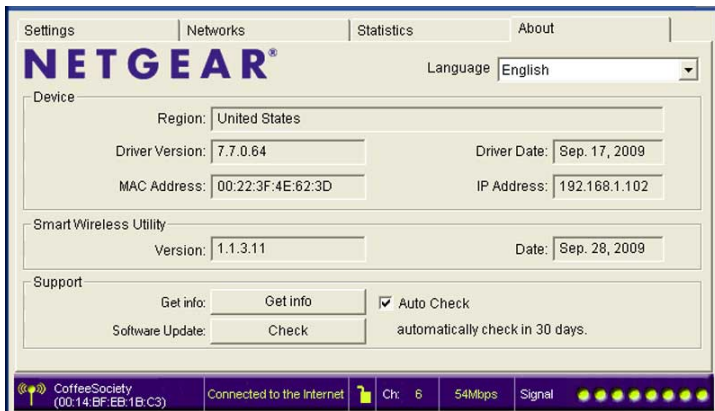 Settings Networks Statistics About
NETGEAR®
Language English
Device
Region: United States
Driver Version: 7.7.0.64 Driver Date: Sep. 17, 2009
MAC Address: 00:22:3F:4E:62:3D IP Address: 192.168.1.102
Smart Wireless Utility
Version: 1.1.3.11 Date: Sep. 28, 2009
Support
Get info: Get info Auto Check
Software Update: Check automatically check in 30 days.
CoffeeSociety Connected to the Internet Ch: 6 54Mbps Signal
(00:14:BF:EB:1B:C3)